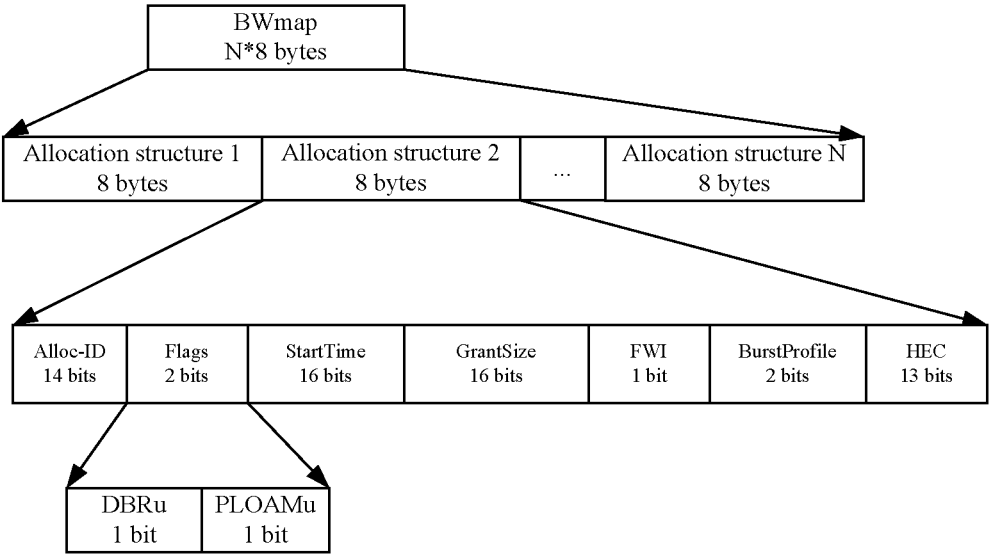 BWmap
N*8 bytes
Allocation structure 1
8 bytes
Allocation structure 2
8 bytes
...
Allocation structure N
8 bytes
Alloc-ID
14 bits
Flags
2 bits
StartTime
16 bits
GrantSize
16 bits
FWI
1 bit
BurstProfile
2 bits
HEC
13 bits
DBRu
1 bit
PLOAMu
1 bit